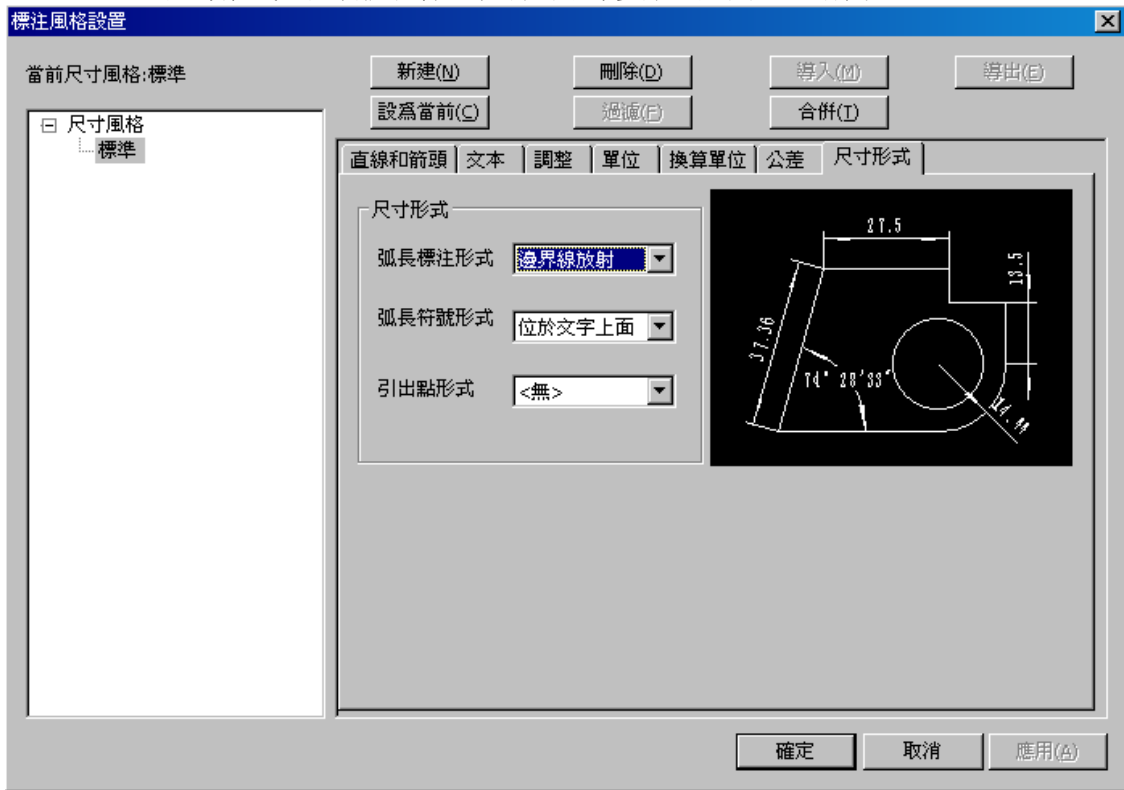 標注風格設置
當前尺寸風格:標準
新建(N)
刪除(D)
導入(M)
導出(E)
設爲當前(C)
過濾(F)
合併(T)
尺寸風格
標準
直線和箭頭
文本
調整
單位
換算單位
公差
尺寸形式
尺寸形式
弧長標注形式
邊界線放射
弧長符號形式
位於文字上面
引出點形式
<無>
27.5
13.5
37.36
74° 28'33"
14.44
確定
取消
應用(A)